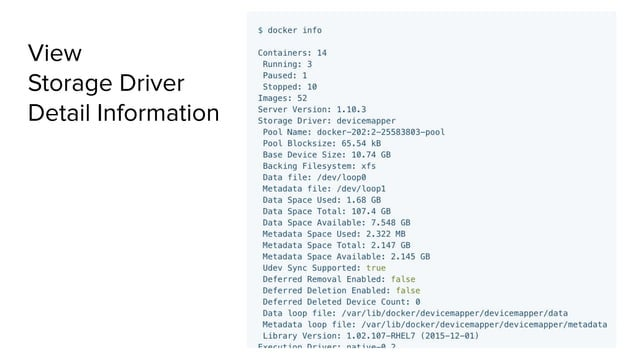 View
Storage Driver
Detail Information
$ docker info
Containers: 14
Running: 3
Paused: 1
Stopped: 10
Images: 52
Server Version: 1.10.3
Storage Driver: devicemapper
Pool Name: docker-202:2-25583803-pool
Pool Blocksize: 65.54 kB
Base Device Size: 10.74 GB
Backing Filesystem: xfs
Data file: /dev/loop0
Metadata file: /dev/loop1
Data Space Used: 1.68 GB
Data Space Total: 107.4 GB
Data Space Available: 7.548 GB
Metadata Space Used: 2.322 MB
Metadata Space Total: 2.147 GB
Metadata Space Available: 2.145 GB
Udev Sync Supported: true
Deferred Removal Enabled: false
Deferred Deletion Enabled: false
Deferred Deleted Device Count: 0
Data loop file: /var/lib/docker/devicemapper/devicemapper/data
Metadata loop file: /var/lib/docker/devicemapper/devicemapper/metadata
Library Version: 1.02.107-RHEL7 (2015-12-01)
Execution Driver: native-0.2